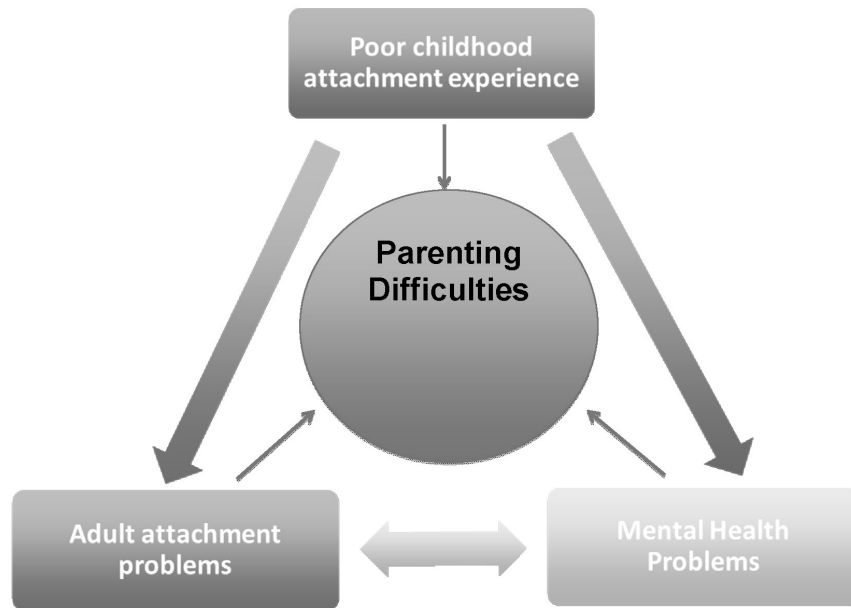 Poor childhood
attachment experience
Parenting
Difficulties
Adult attachment
problems
Mental Health
Problems